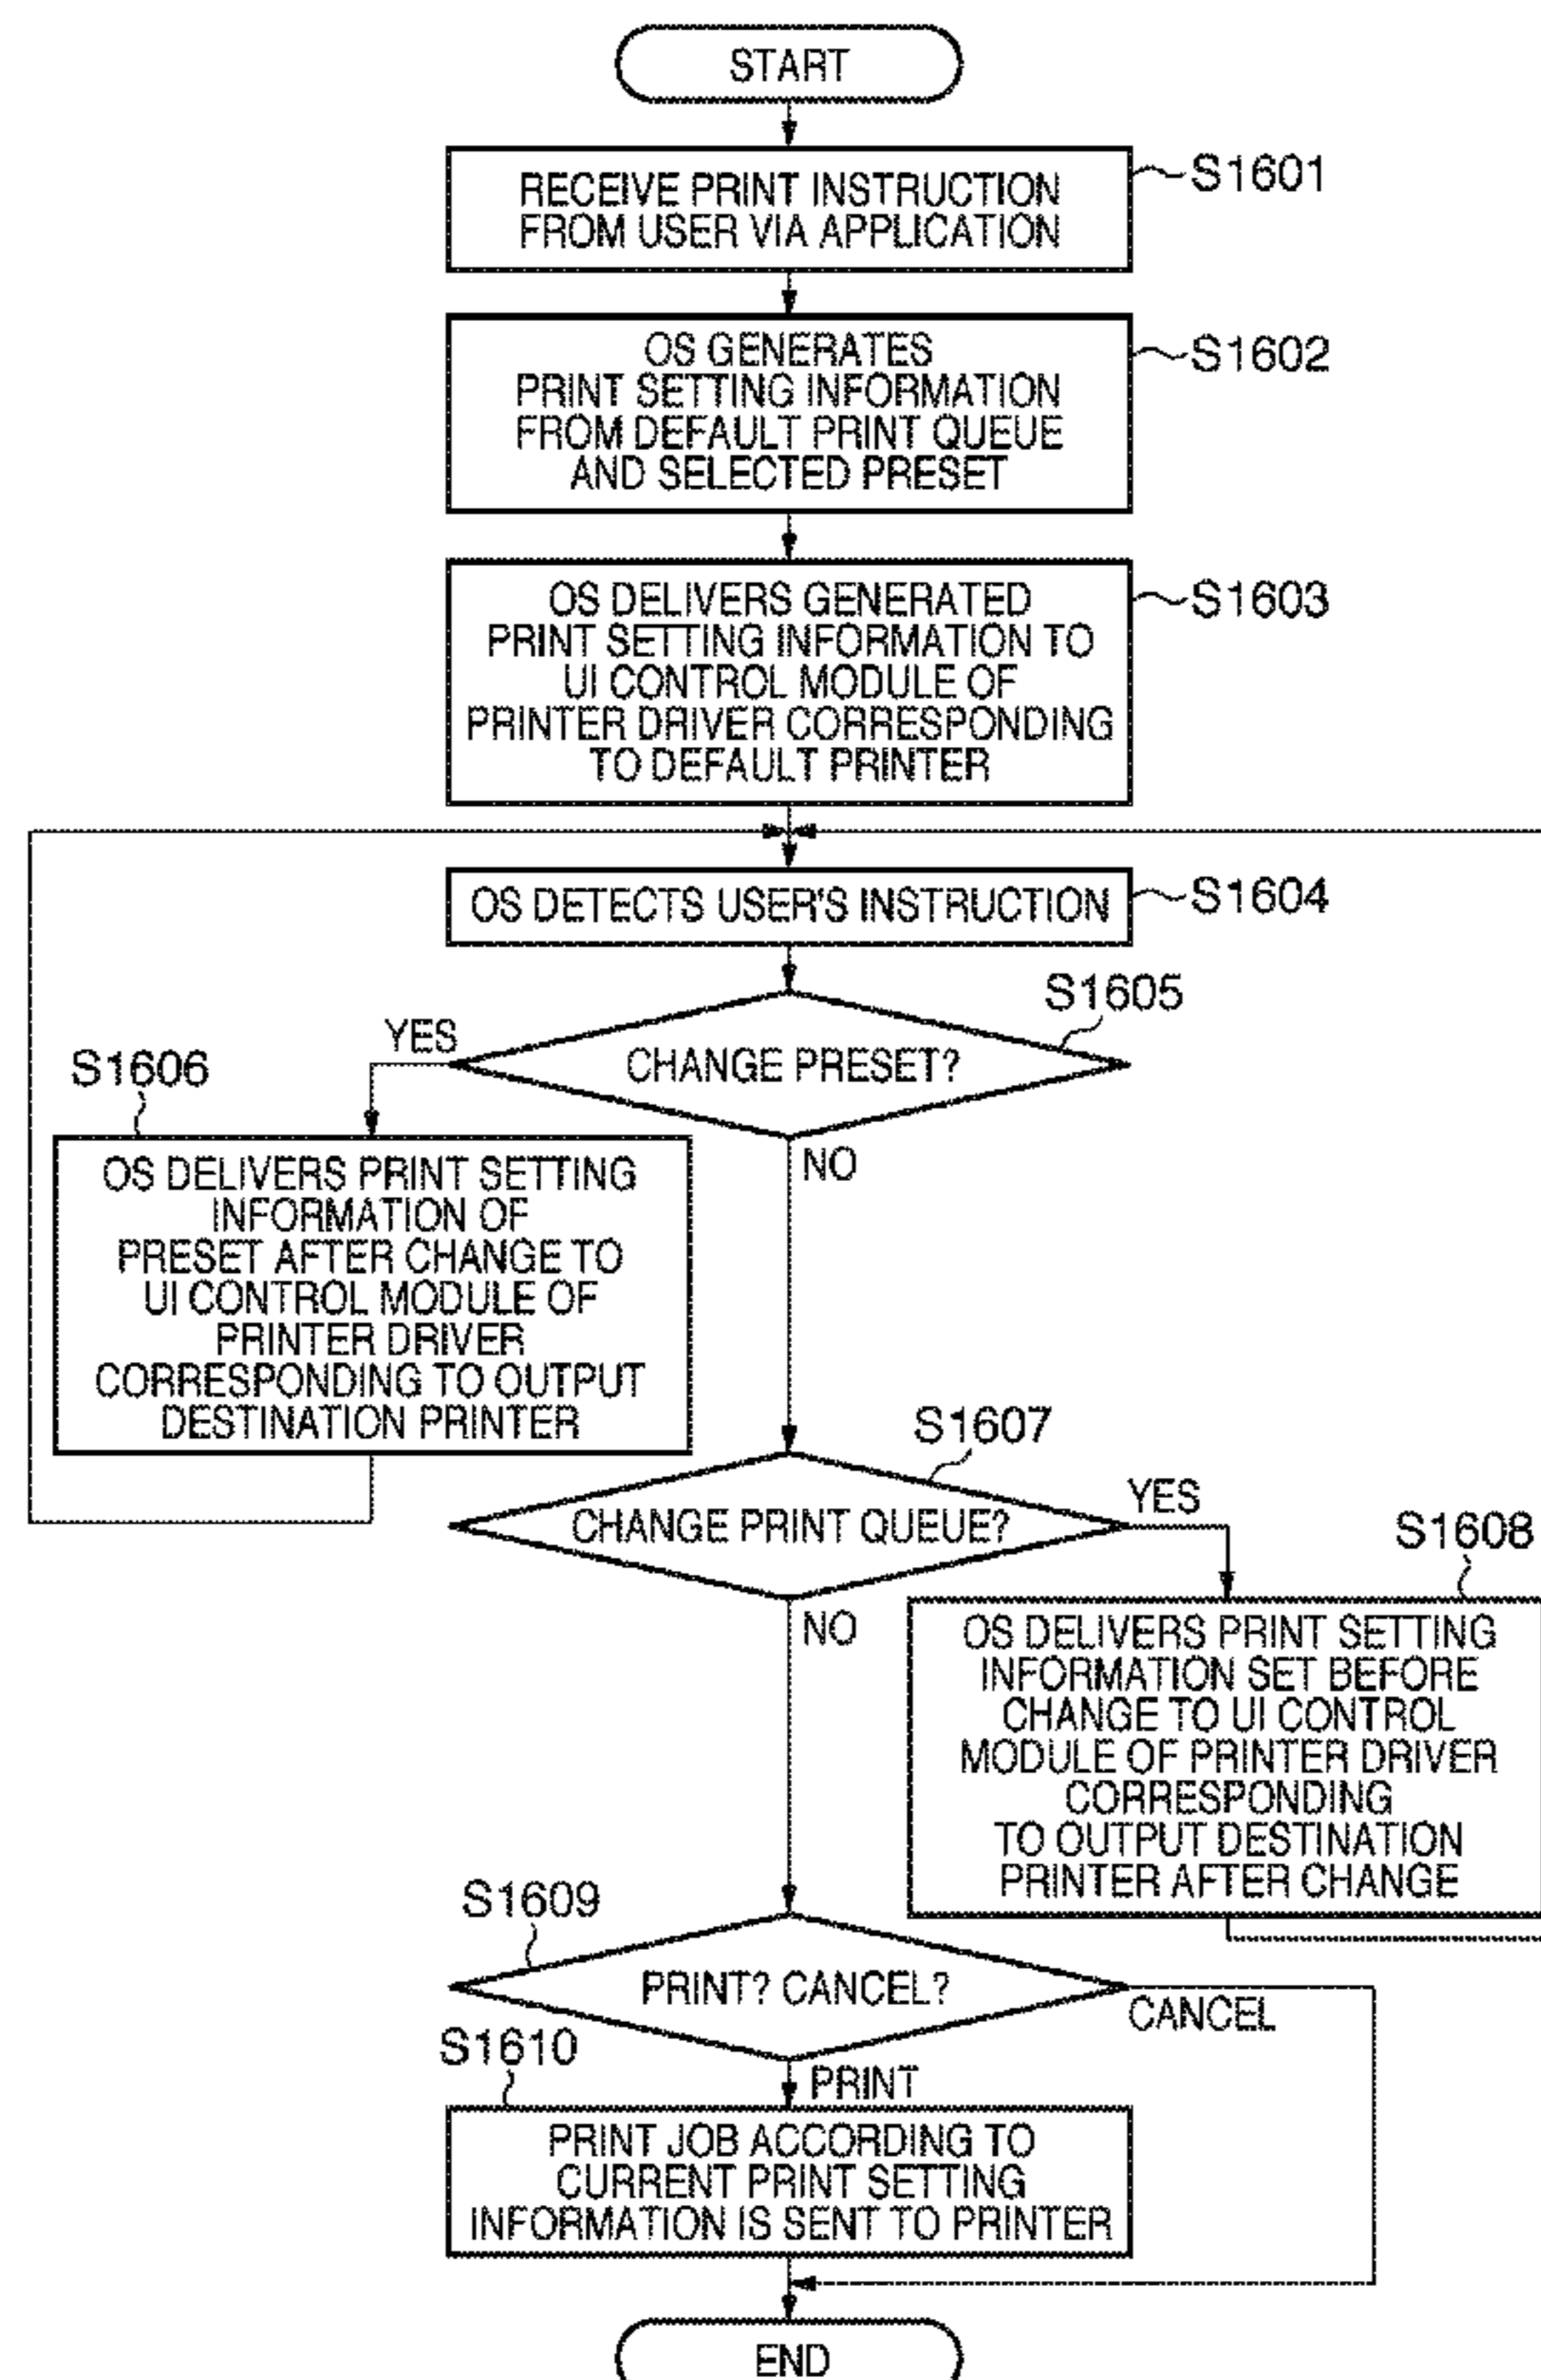 START
RECEIVE PRINT INSTRUCTION
FROM USER VIA APPLICATION
S1601
OS GENERATES
PRINT SETTING INFORMATION
FROM DEFAULT PRINT QUEUE
AND SELECTED PRESET
S1602
OS DELIVERS GENERATED
PRINT SETTING INFORMATION TO
UI CONTROL MODULE OF
PRINTER DRIVER CORRESPONDING
TO DEFAULT PRINTER
S1603
OS DETECTS USER'S INSTRUCTION
S1604
S1605
CHANGE PRESET?
YES
NO
S1606
OS DELIVERS PRINT SETTING
INFORMATION OF
PRESET AFTER CHANGE TO
UI CONTROL MODULE OF
PRINTER DRIVER
CORRESPONDING TO OUTPUT
DESTINATION PRINTER
S1607
CHANGE PRINT QUEUE?
YES
NO
S1608
OS DELIVERS PRINT SETTING
INFORMATION SET BEFORE
CHANGE TO UI CONTROL
MODULE OF PRINTER DRIVER
CORRESPONDING
TO OUTPUT DESTINATION
PRINTER AFTER CHANGE
S1609
PRINT? CANCEL?
CANCEL
PRINT
S1610
PRINT JOB ACCORDING TO
CURRENT PRINT SETTING
INFORMATION IS SENT TO PRINTER
END